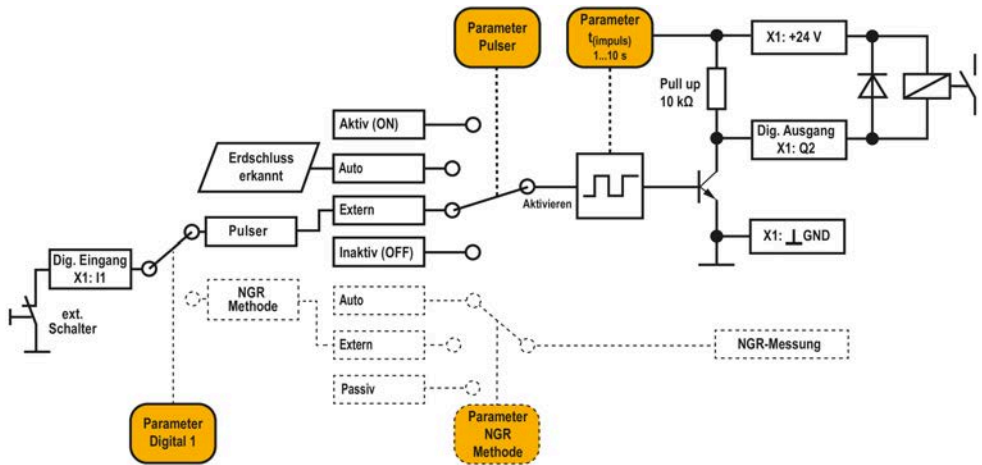 Parameter
Pulser
Parameter
t(impuls)
1...10 s
X1: +24 V
Pull up
10 kΩ
Aktiv (ON)
Dig. Ausgang
X1: Q2
Erdschluss
erkannt
Auto
Aktivieren
Extern
Pulser
Inaktiv (OFF)
X1: ⊥ GND
Dig. Eingang
X1: I1
ext.
Schalter
NGR
Methode
Auto
Extern
NGR-Messung
Passiv
Parameter
Digital 1
Parameter
NGR
Methode